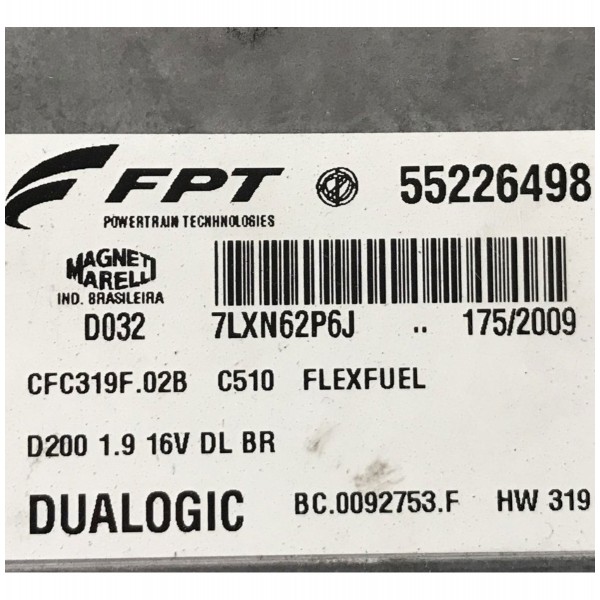 FPT 55226498
POWERTRAIN TECNHNOLOGIES
MAGNETI
MARELLI
IND. BRASILEIRA
D032 7LXN62P6J .. 175/2009
CFC319F.02B C510 FLEXFUEL
D200 1.9 16V DL BR
DUALOGIC BC.0092753.F HW 319